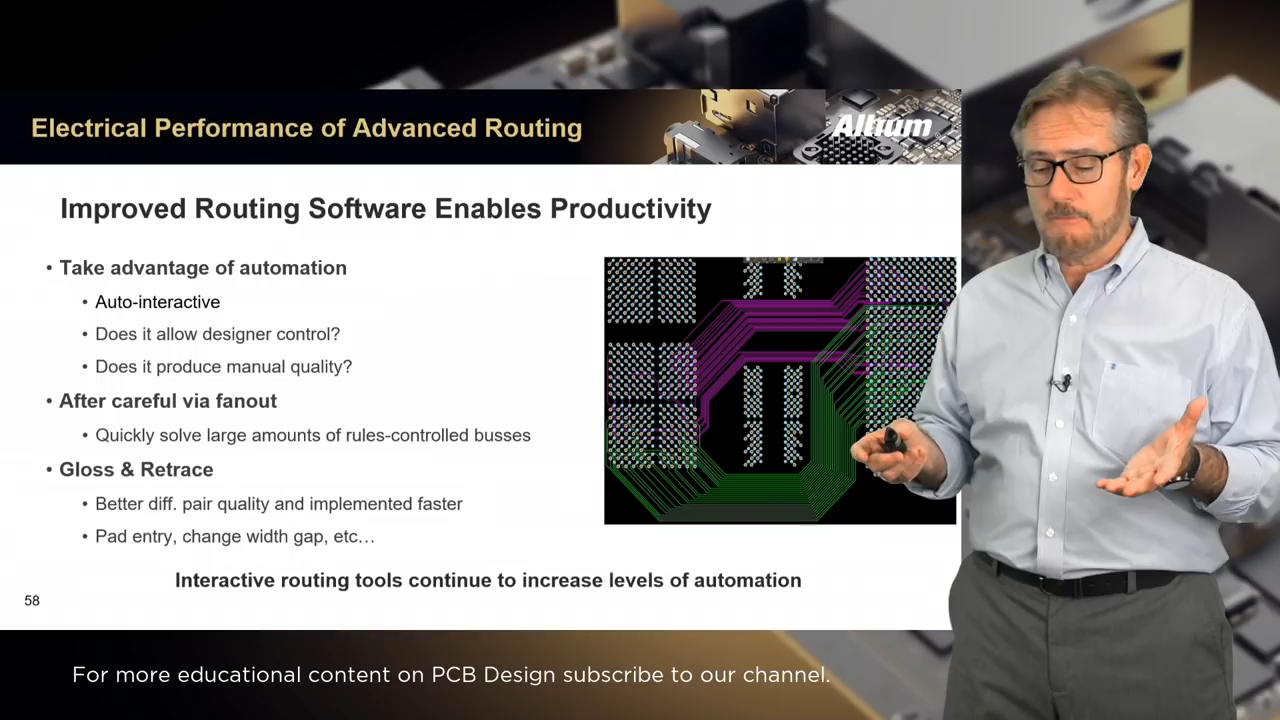 Electrical Performance of Advanced Routing
Altium
Improved Routing Software Enables Productivity
• Take advantage of automation
• Auto-interactive
• Does it allow designer control?
• Does it produce manual quality?
• After careful via fanout
• Quickly solve large amounts of rules-controlled busses
• Gloss & Retrace
• Better diff. pair quality and implemented faster
• Pad entry, change width gap, etc…
Interactive routing tools continue to increase levels of automation
58
For more educational content on PCB Design subscribe to our channel.